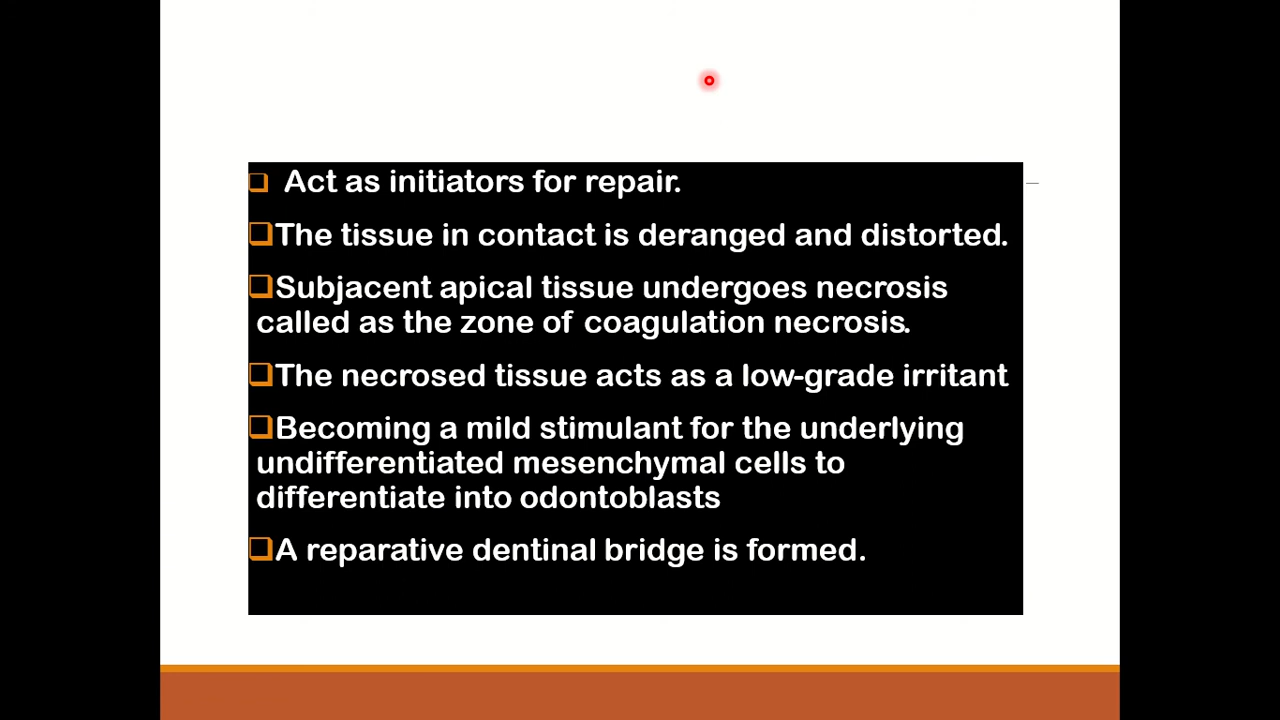 Act as initiators for repair.
The tissue in contact is deranged and distorted.
Subjacent apical tissue undergoes necrosis
called as the zone of coagulation necrosis.
The necrosed tissue acts as a low-grade irritant
Becoming a mild stimulant for the underlying
undifferentiated mesenchymal cells to
differentiate into odontoblasts
A reparative dentinal bridge is formed.